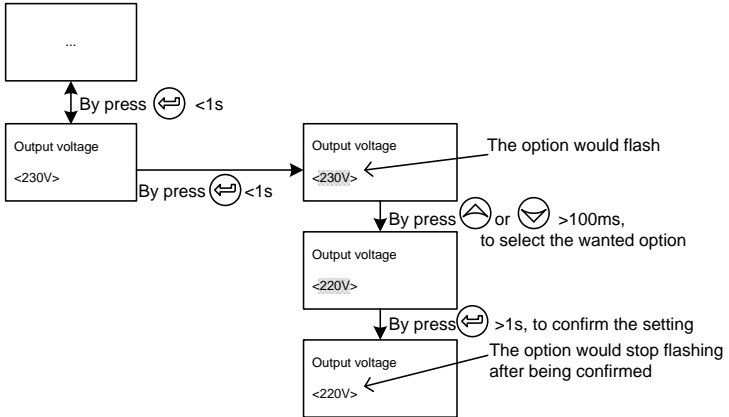 ...
By press <1s
Output voltage
<230V>
By press <1s
Output voltage
<230V>
The option would flash
By press or >100ms,
to select the wanted option
Output voltage
<220V>
By press >1s, to confirm the setting
Output voltage
<220V>
The option would stop flashing
after being confirmed